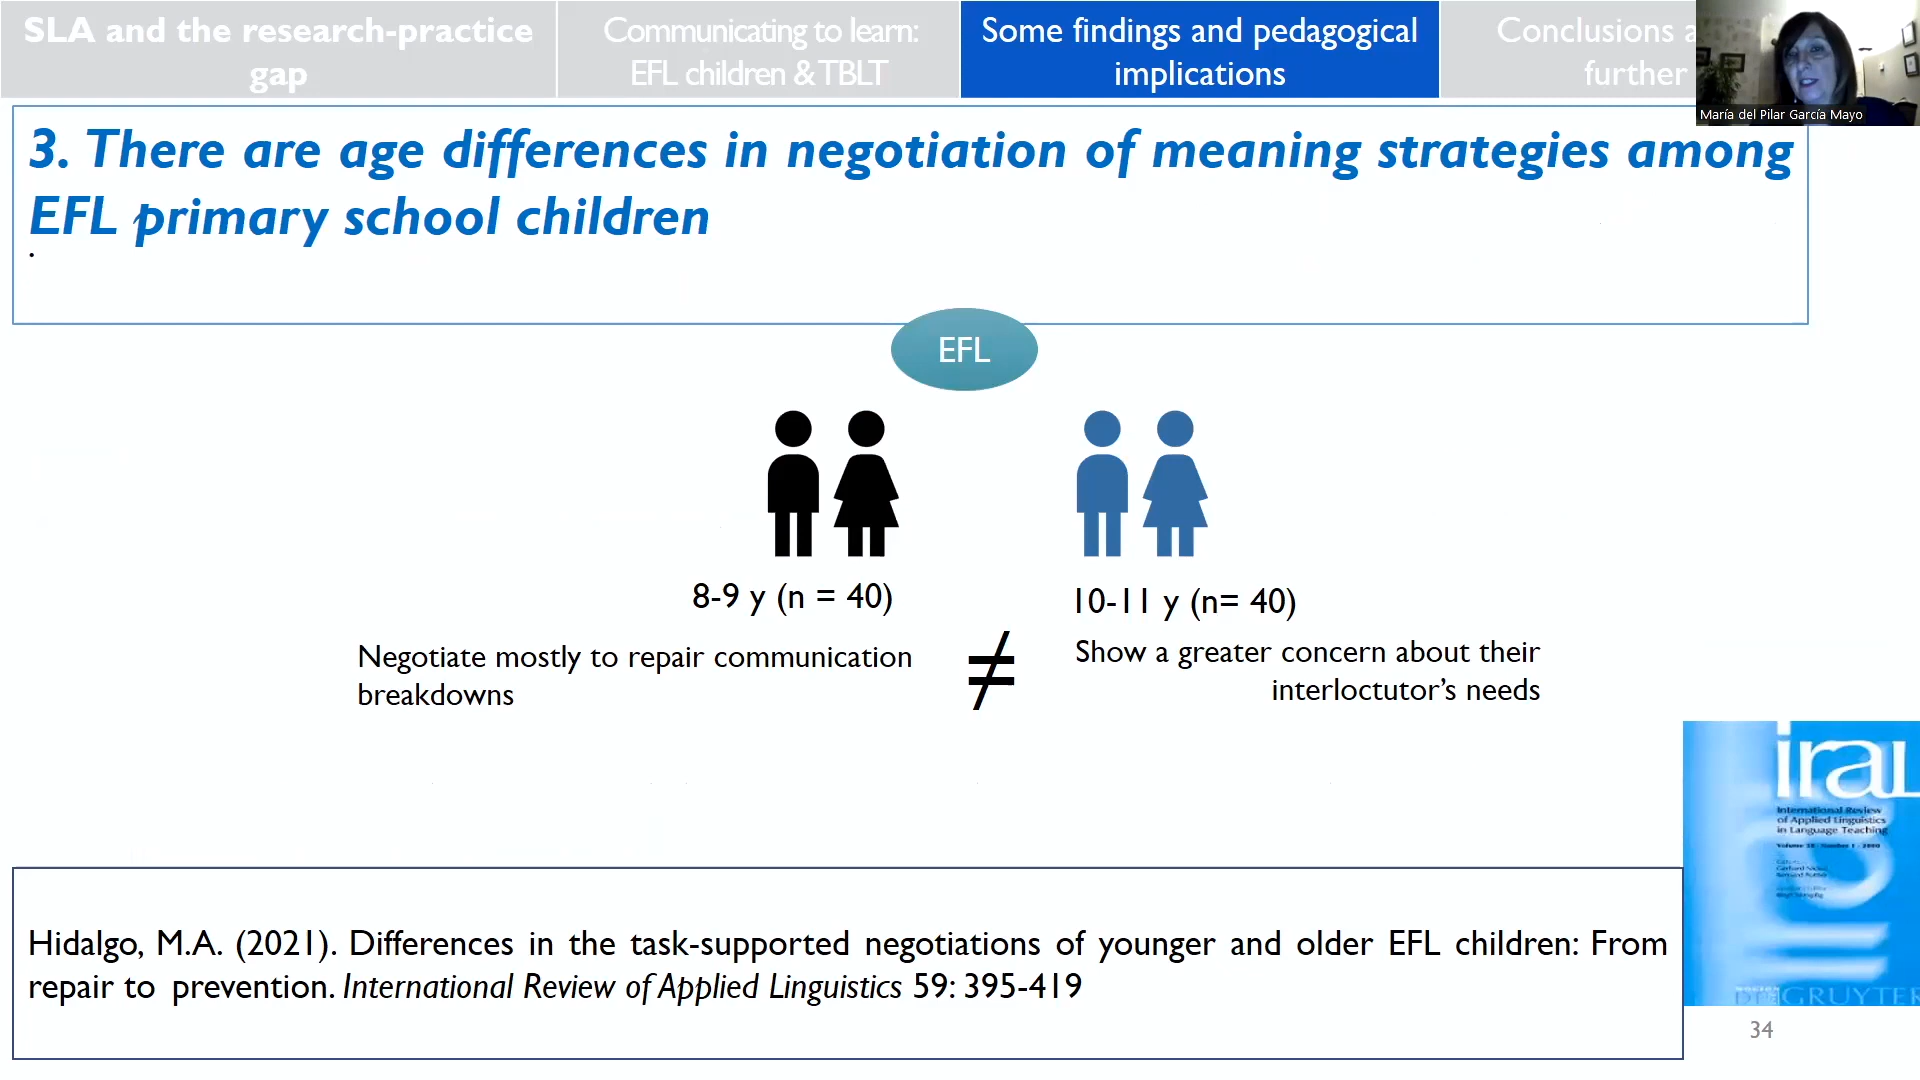 SLA and the research-practice
gap
Communicating to learn:
EFL children & TBLT
Some findings and pedagogical
implications
Conclusions a
further
María del Pilar García Mayo
3. There are age differences in negotiation of meaning strategies among
EFL primary school children
.
EFL
8-9 y (n = 40)
10-11 y (n= 40)
Negotiate mostly to repair communication
breakdowns
≠
Show a greater concern about their
interloctutor's needs
iral
International Review
of Applied Linguistics
in Language Teaching
GRUYTER
Hidalgo, M.A. (2021). Differences in the task-supported negotiations of younger and older EFL children: From
repair to prevention. International Review of Applied Linguistics 59: 395-419
34